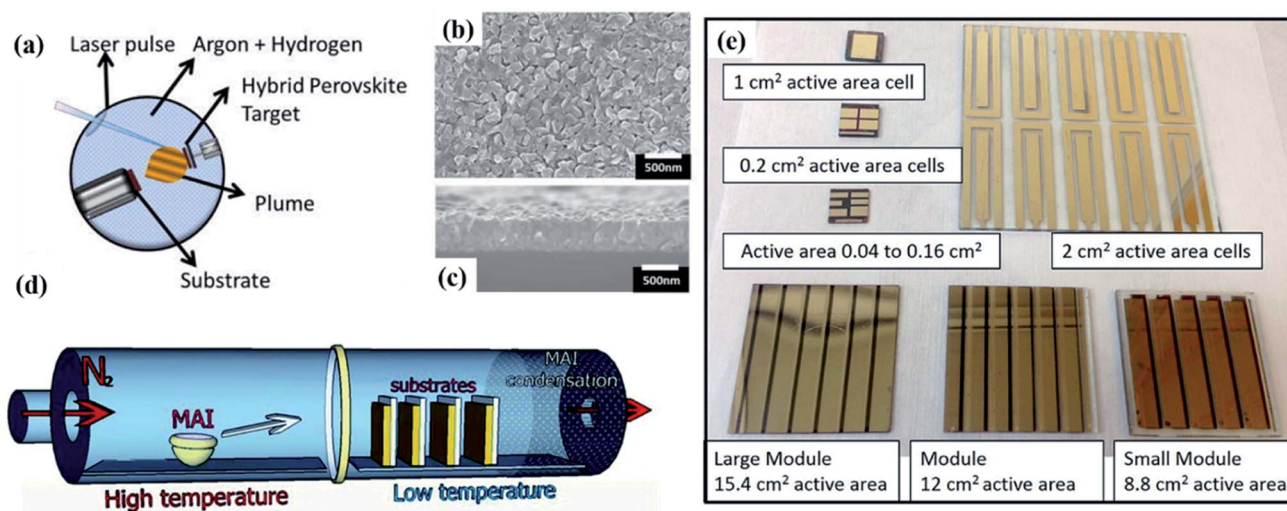 (a)
Laser pulse
Argon + Hydrogen
Hybrid Perovskite
Target
Plume
Substrate
(b)
500nm
500nm
(c)
(d)
N₂
MAI
substrates
MAI
condensation
High temperature
Low temperature
(e)
1 cm² active area cell
0.2 cm² active area cells
Active area 0.04 to 0.16 cm²
2 cm² active area cells
Large Module
15.4 cm² active area
Module
12 cm² active area
Small Module
8.8 cm² active area